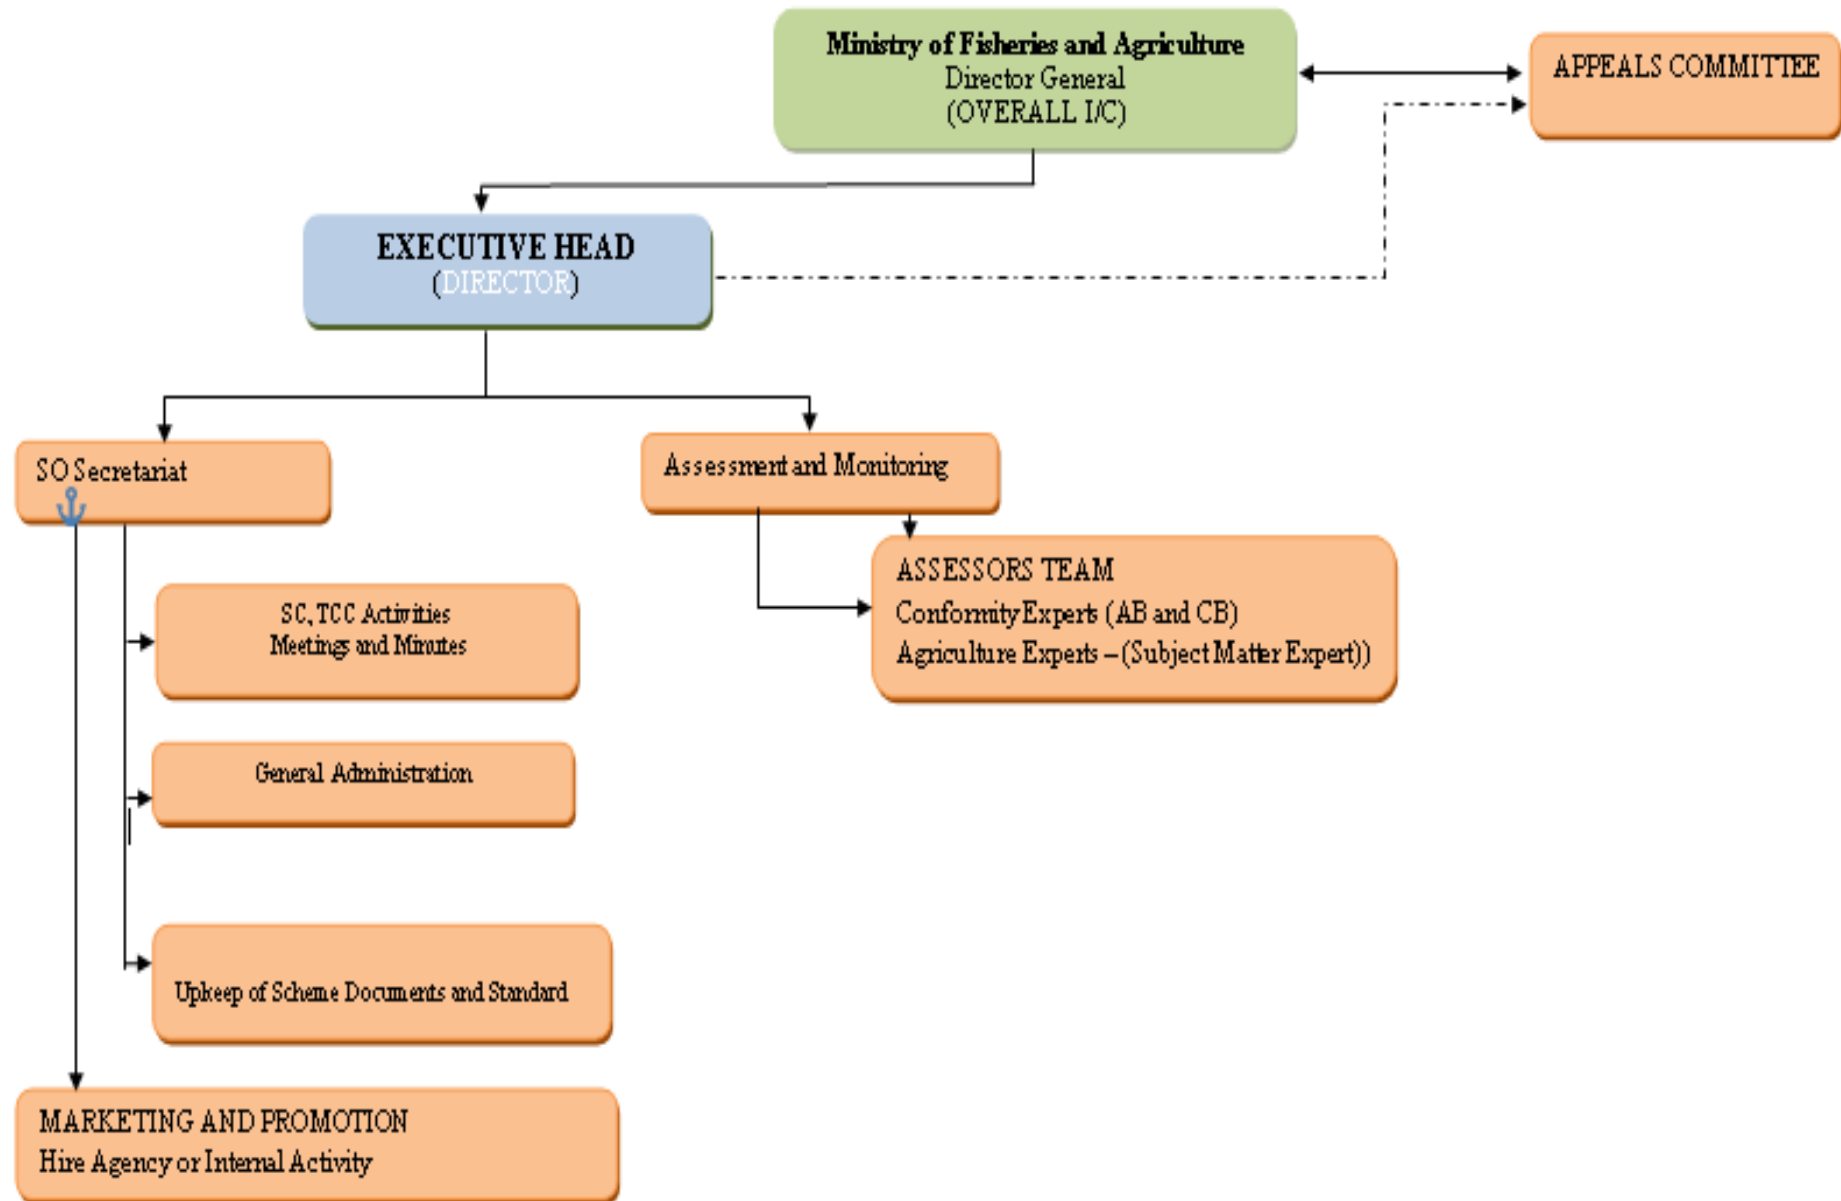 Ministry of Fisheries and Agriculture
Director General
(OVERALL I/C)
APPEALS COMMITTEE
EXECUTIVE HEAD
(DIRECTOR)
SO Secretariat
Assessment and Monitoring
ASSESSORS TEAM
Conformity Experts (AB and CB)
Agriculture Experts – (Subject Matter Expert))
SC, TCC Activities
Meetings and Minutes
General Administration
Upkeep of Scheme Documents and Standard
MARKETING AND PROMOTION
Hire Agency or Internal Activity